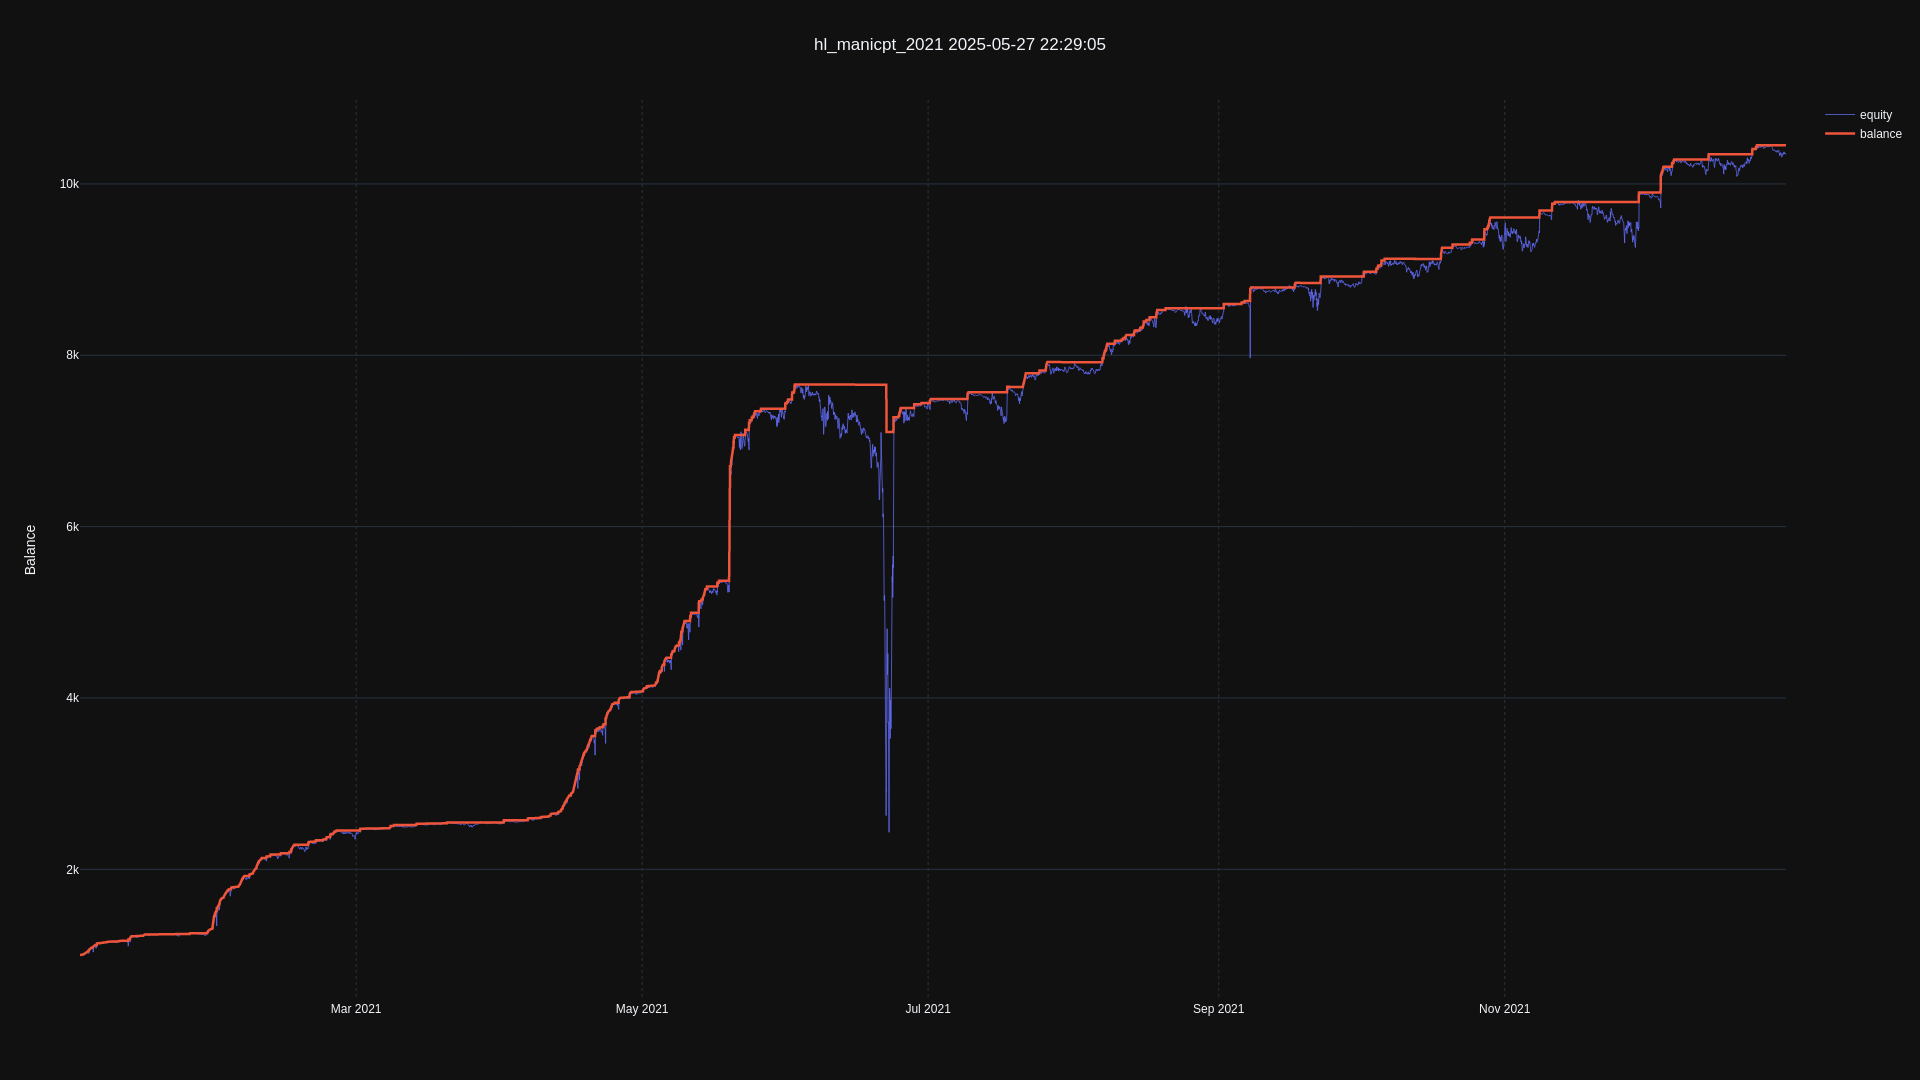 hl_manicpt_2021 2025-05-27 22:29:05
equity
balance
10k
8k
6k
4k
2k
Balance
Mar 2021
May 2021
Jul 2021
Sep 2021
Nov 2021